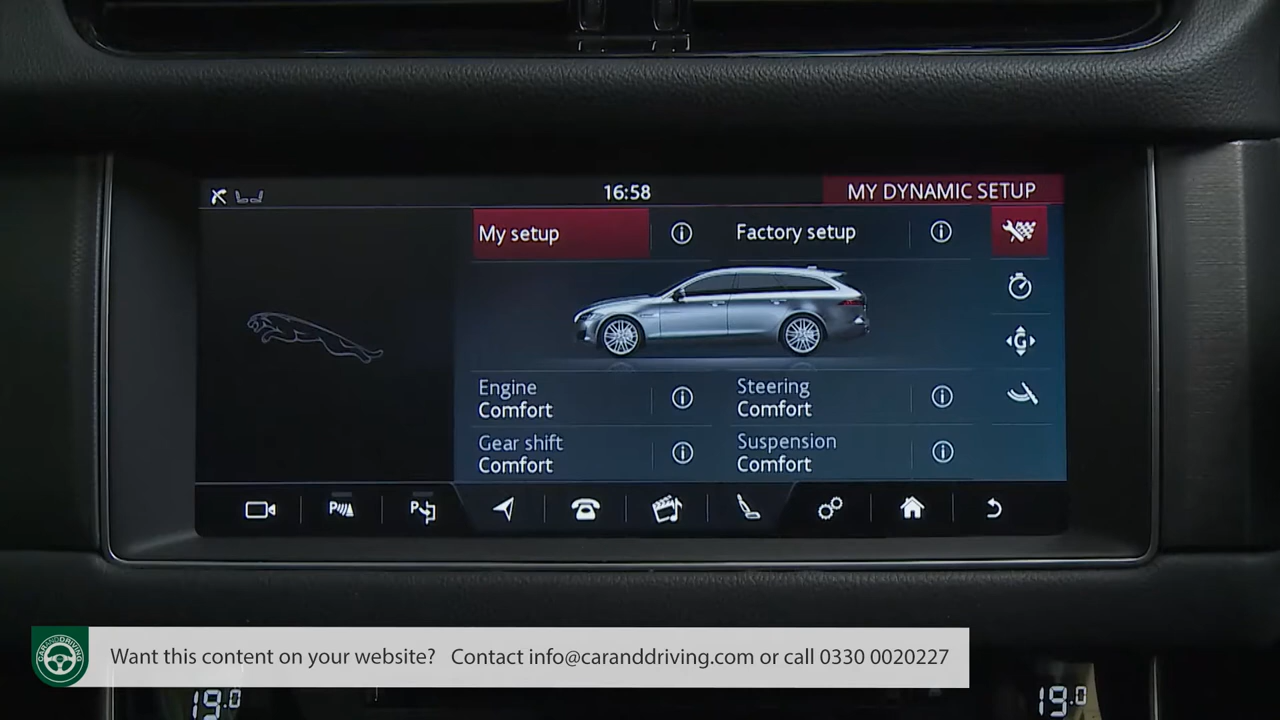 16:58
MY DYNAMIC SETUP
My setup
Factory setup
Engine
Comfort
Steering
Comfort
Gear shift
Comfort
Suspension
Comfort
G
P
P
CARANDDRIVING
Want this content on your website? Contact info@caranddriving.com or call 0330 0020227
19.0
19.0